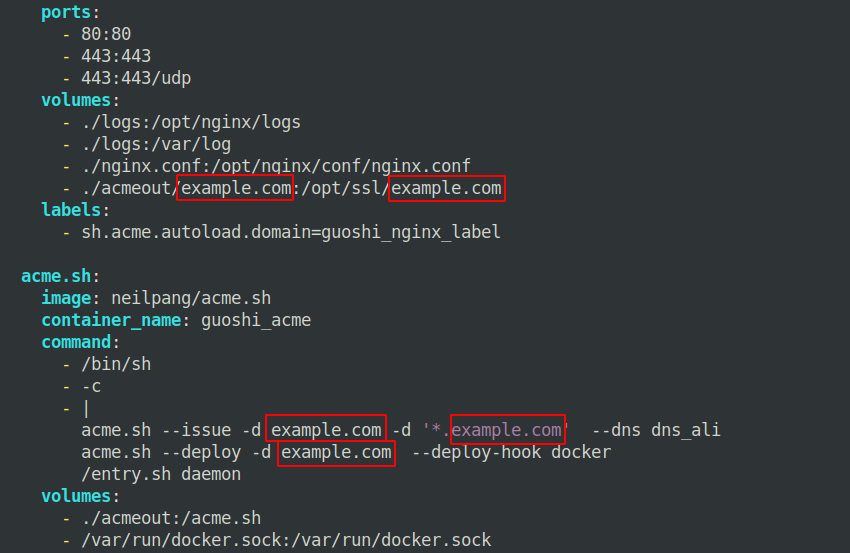 ports:
- 80:80
- 443:443
- 443:443/udp
volumes:
- ./logs:/opt/nginx/logs
- ./logs:/var/log
- ./nginx.conf:/opt/nginx/conf/nginx.conf
- ./acmeout/example.com:/opt/ssl/example.com
labels:
- sh.acme.autoload.domain=guoshi_nginx_label
acme.sh:
image: neilpang/acme.sh
container_name: guoshi_acme
command:
- /bin/sh
- -c
- |
acme.sh --issue -d example.com -d '*.example.com' --dns dns_ali
acme.sh --deploy -d example.com --deploy-hook docker
/entry.sh daemon
volumes:
- ./acmeout:/acme.sh
- /var/run/docker.sock:/var/run/docker.sock